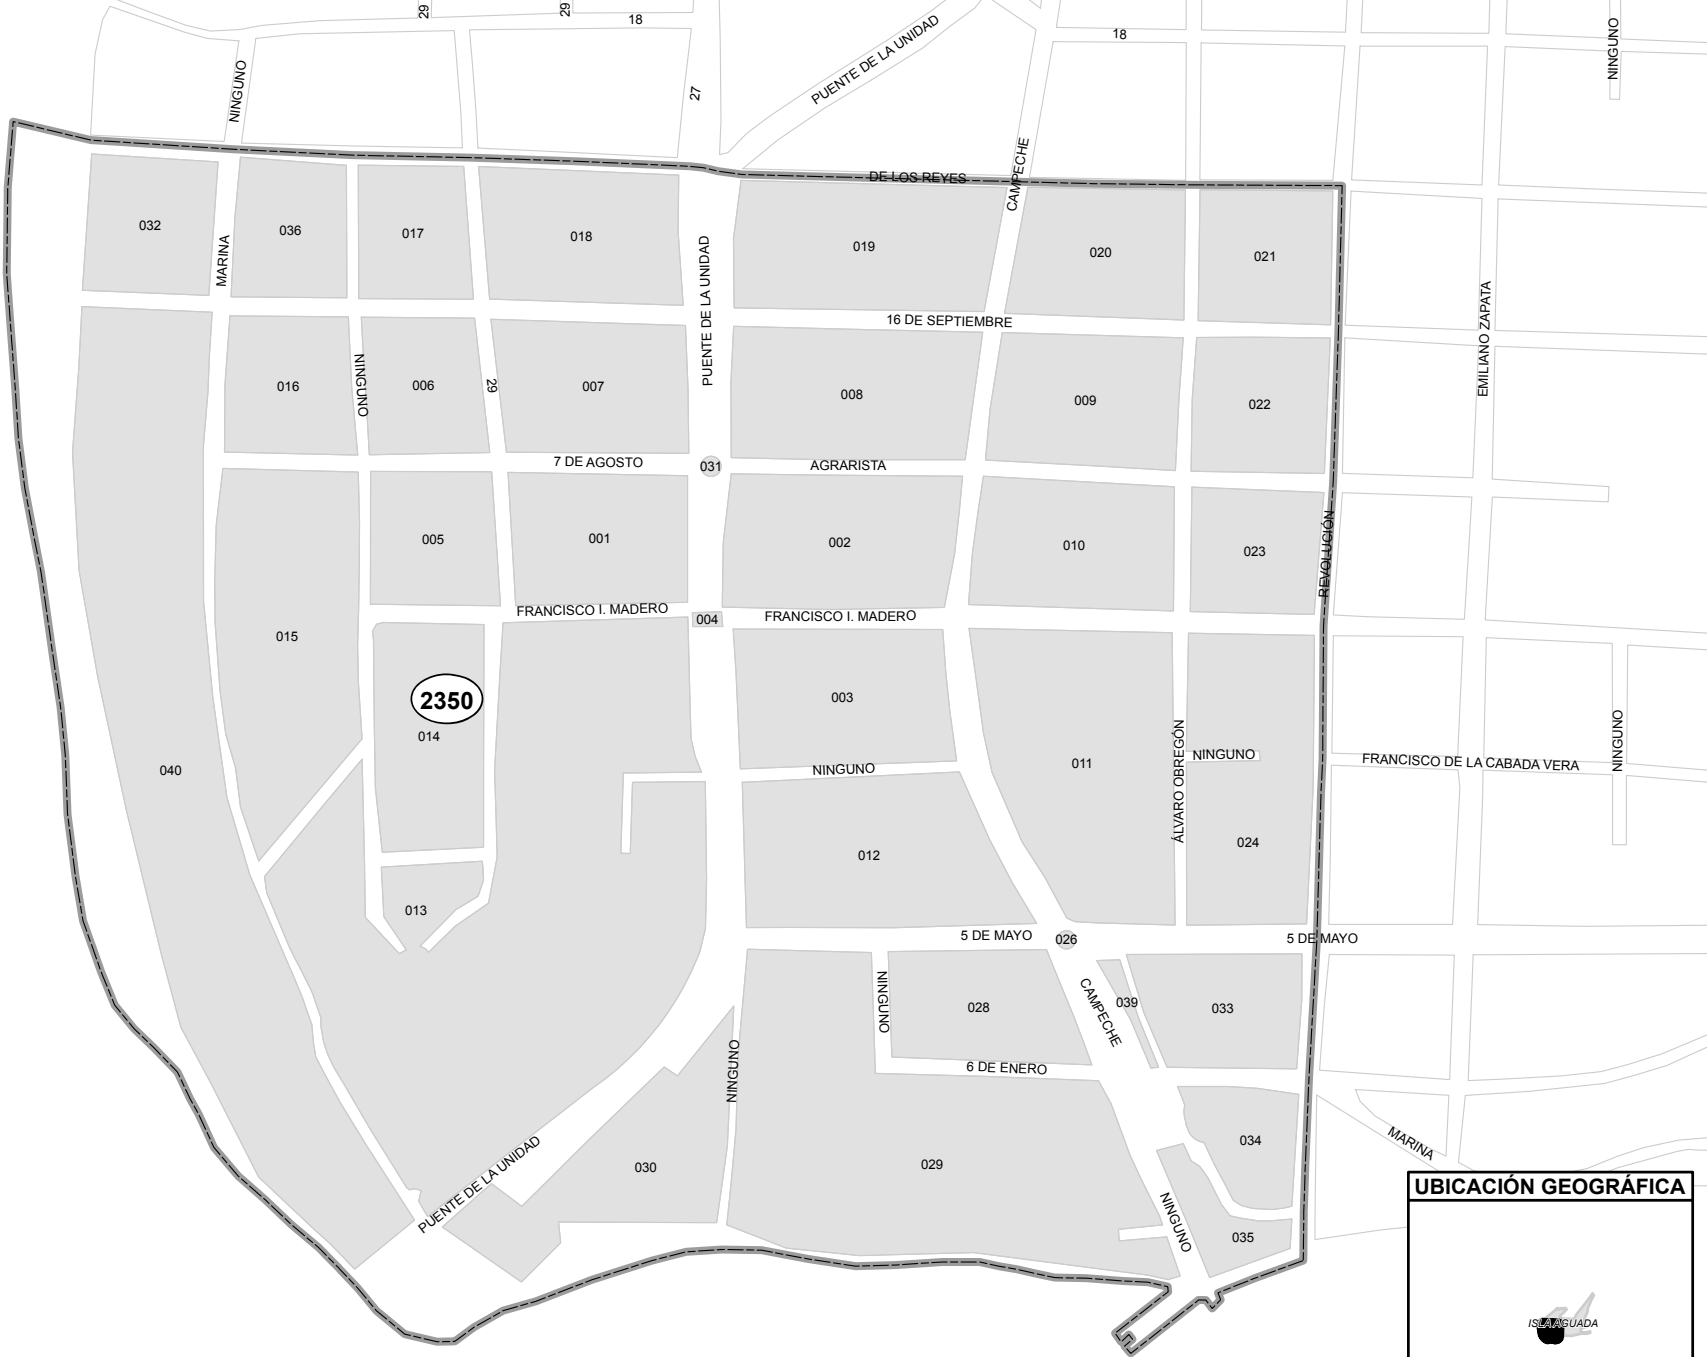 29
29
18
PUENTE DE LA UNIDAD
18
NINGUNO
NINGUNO
27
CAMPECHE
DE LOS REYES
032
036
017
018
019
020
021
MARINA
PUENTE DE LA UNIDAD
16 DE SEPTIEMBRE
EMILIANO ZAPATA
016
NINGUNO
006
29
007
008
009
022
7 DE AGOSTO
031
AGRARISTA
005
001
002
010
023
REVOLUCIÓN
FRANCISCO I. MADERO
004
FRANCISCO I. MADERO
015
2350
014
003
040
NINGUNO
011
ÁLVARO OBREGÓN
NINGUNO
FRANCISCO DE LA CABADA VERA
NINGUNO
012
024
013
5 DE MAYO
026
5 DE MAYO
NINGUNO
028
CAMPECHE
039
033
NINGUNO
6 DE ENERO
PUENTE DE LA UNIDAD
030
029
034
MARINA
NINGUNO
035
UBICACIÓN GEOGRÁFICA
ISLA AGUADA